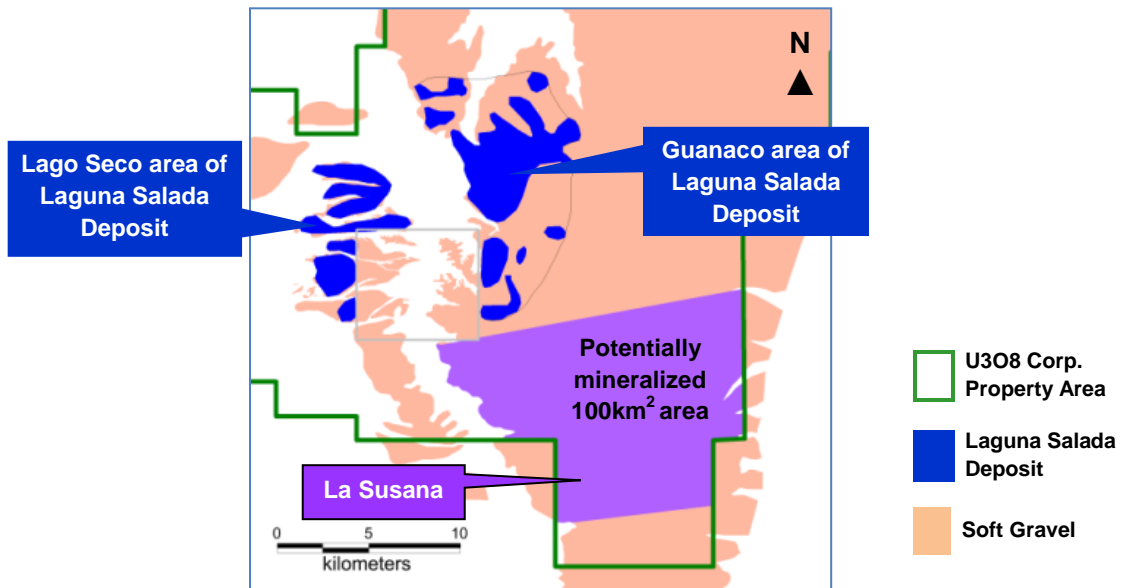 N
Lago Seco area of
Laguna Salada
Deposit
Guanaco area of
Laguna Salada
Deposit
Potentially
mineralized
100km² area
La Susana
0 5 10
kilometers
U3O8 Corp.
Property Area
Laguna Salada
Deposit
Soft Gravel